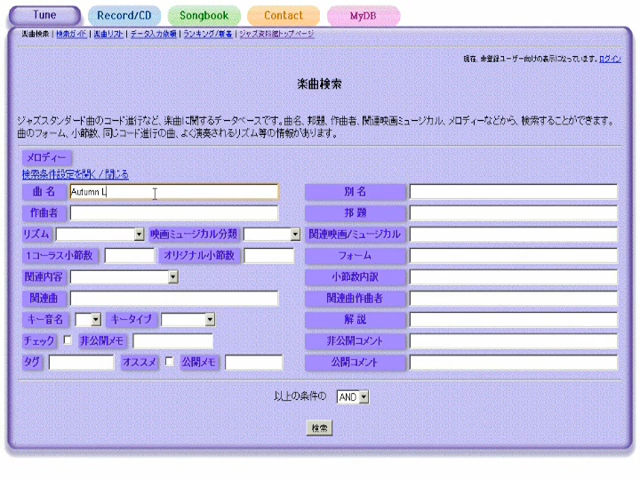 Tune Record/CD Songbook Contact MyDB
楽曲検索 | 検索ガイド | 楽曲リスト | データ入力依頼 | ランキング/新着 | ジャズ資料館トップページ
現在、未登録ユーザー向けの表示になっています。ログイン
楽曲検索
ジャズスタンダード曲のコード進行など、楽曲に関するデータベースです。曲名、邦題、作曲者、関連映画ミュージカル、メロディーなどから、検索することができます。
曲のフォーム、小節数、同じコード進行の曲、よく演奏されるリズム等の情報があります。
メロディー
検索条件設定を開く / 閉じる
曲 名 Autumn L 別 名
作曲者 邦 題
リズム 映画ミュージカル分類 関連映画/ミュージカル
1コーラス小節数 オリジナル小節数 フォーム
関連内容 小節数内訳
関連曲 関連曲作曲者
キー音名 キータイプ 解 説
チェック 非公開メモ 非公開コメント
タグ オススメ 公開メモ 公開コメント
以上の条件の AND
検索